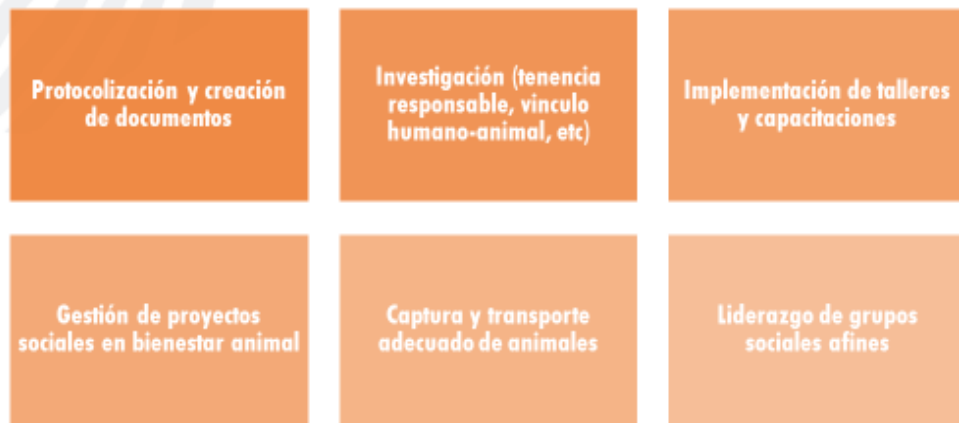 Protocolización y creación
de documentos
Investigación (tenencia
responsable, vinculo
humano-animal, etc)
Implementación de talleres
y capacitaciones
Gestión de proyectos
sociales en bienestar animal
Captura y transporte
adecuado de animales
Liderazgo de grupos
sociales afines